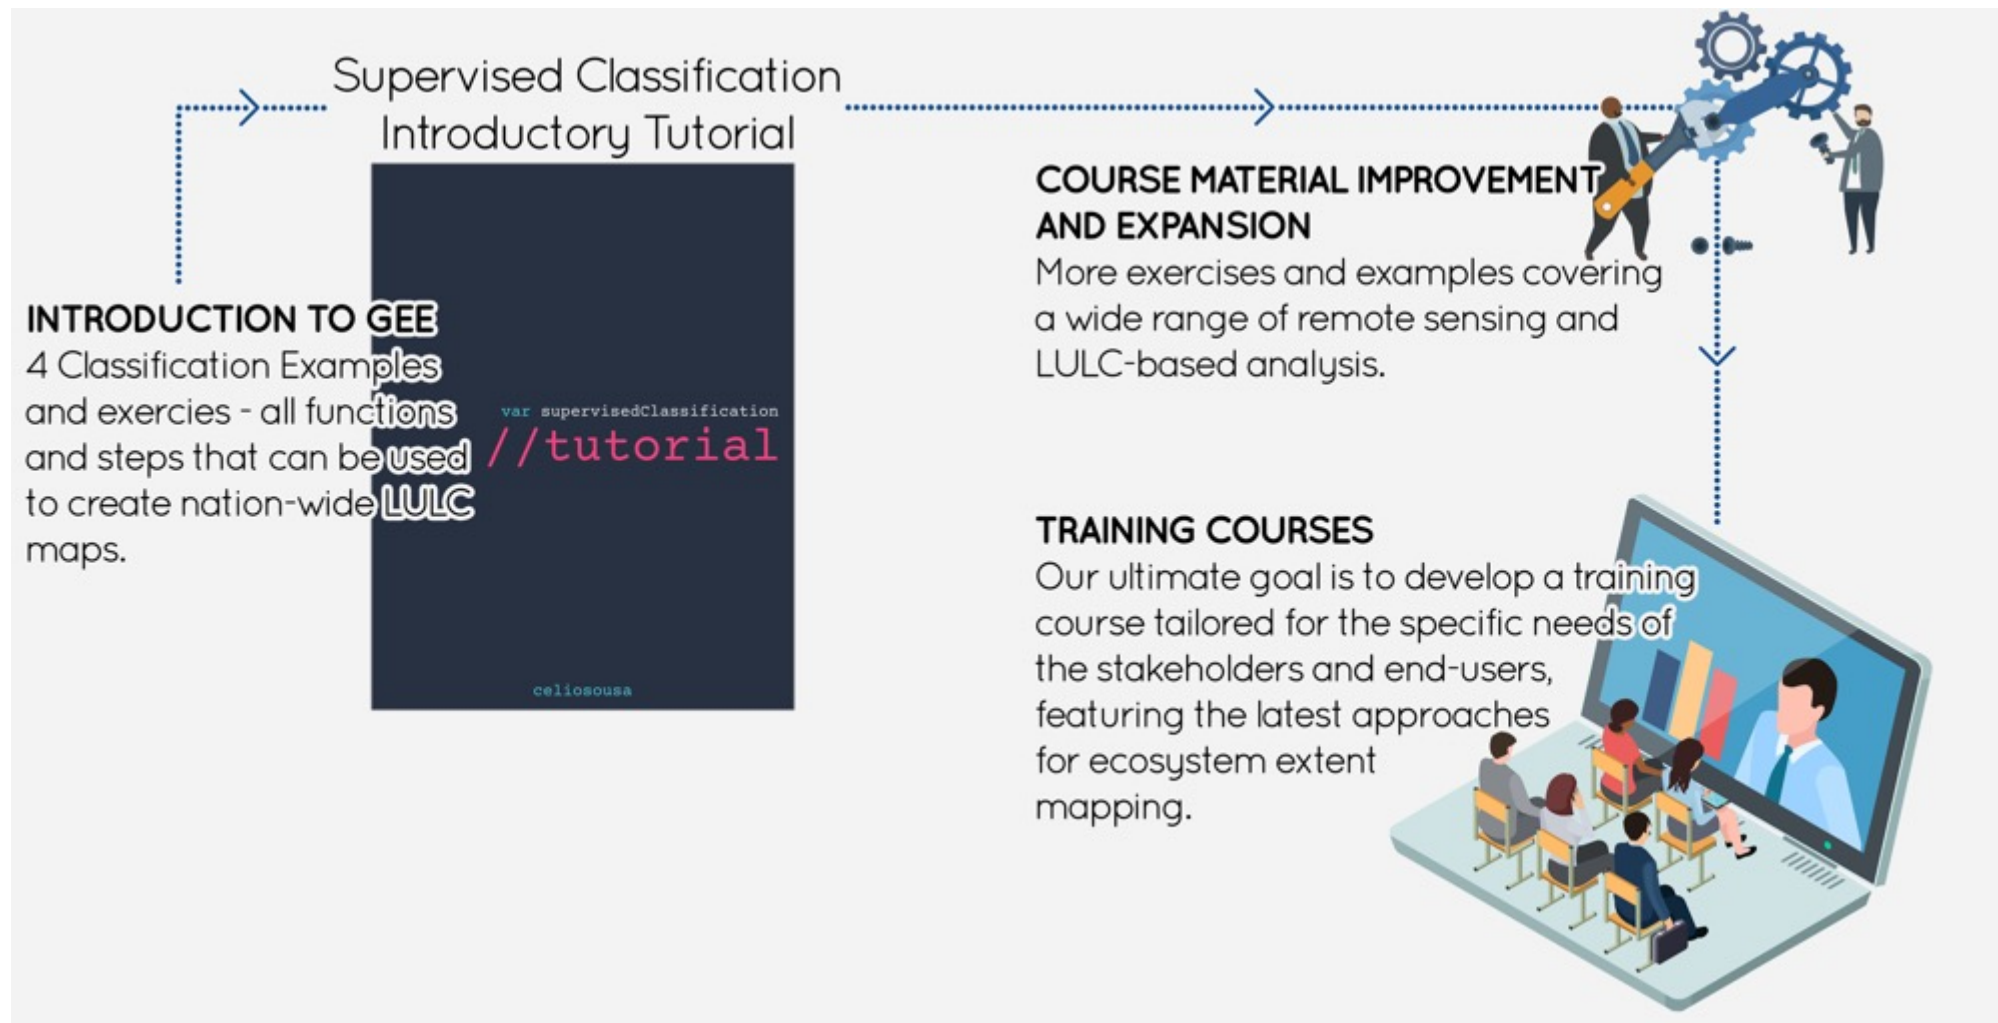 Supervised Classification
Introductory Tutorial
INTRODUCTION TO GEE
4 Classification Examples
and exercies - all functions
and steps that can be used
to create nation-wide LULC
maps.
var supervisedClassification
//tutorial
celiosousa
COURSE MATERIAL IMPROVEMENT
AND EXPANSION
More exercises and examples covering
a wide range of remote sensing and
LULC-based analysis.
TRAINING COURSES
Our ultimate goal is to develop a training
course tailored for the specific needs of
the stakeholders and end-users,
featuring the latest approaches
for ecosystem extent
mapping.